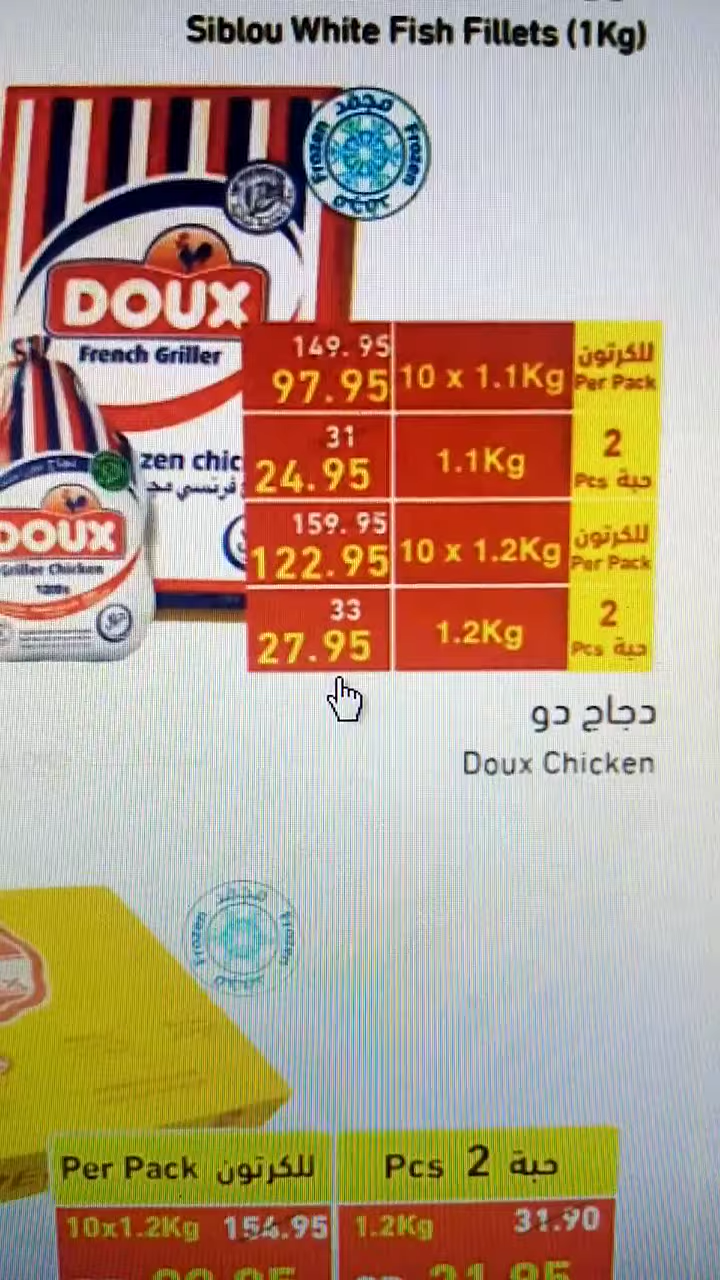 Siblou White Fish Fillets (1Kg)
مجمد
Frozen
Frozen
DOUX
French Griller
149.95
97.95
10 x 1.1Kg
للكرتون
Per Pack
zen chic
31
24.95
1.1Kg
2
Pcs حبة
DOUX
Griller Chicken
159.95
122.95
10 x 1.2Kg
للكرتون
Per Pack
33
27.95
1.2Kg
2
Pcs حبة
دجاج دو
Doux Chicken
Frozen
Frozen
Per Pack للكرتون
Pcs 2 حبة
10x1.2Kg 154.95
1.2Kg 31.90